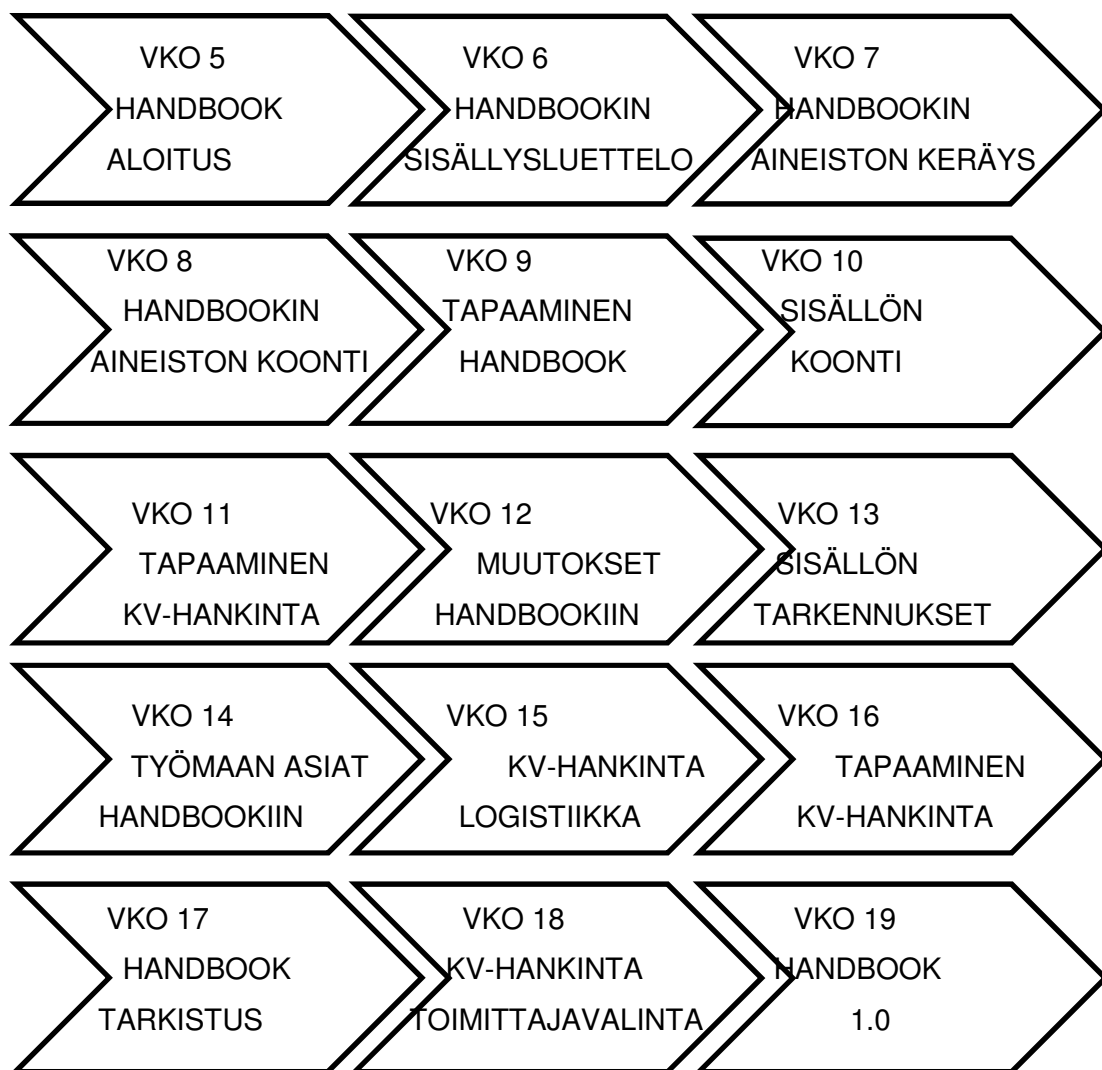 VKO 5
HANDBOOK
ALOITUS
VKO 6
HANDBOOKIN
SISÄLLYSLUETTELO
VKO 7
HANDBOOKIN
AINEISTON KERÄYS
VKO 8
HANDBOOKIN
AINEISTON KOONTI
VKO 9
TAPAAMINEN
HANDBOOK
VKO 10
SISÄLLÖN
KOONTI
VKO 11
TAPAAMINEN
KV-HANKINTA
VKO 12
MUUTOKSET
HANDBOOKIIN
VKO 13
SISÄLLÖN
TARKENNUKSET
VKO 14
TYÖMAAN ASIAT
HANDBOOKIIN
VKO 15
KV-HANKINTA
LOGISTIIKKA
VKO 16
TAPAAMINEN
KV-HANKINTA
VKO 17
HANDBOOK
TARKISTUS
VKO 18
KV-HANKINTA
TOIMITTAJAVALINTA
VKO 19
HANDBOOK
1.0